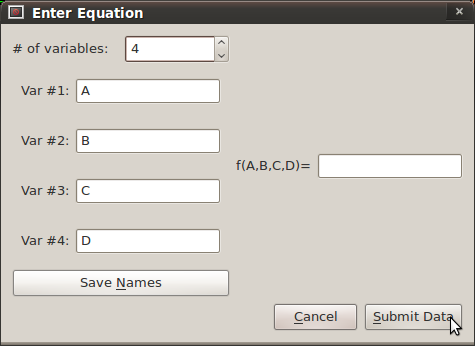 Enter Equation
# of variables: 4
Var #1: A
Var #2: B
f(A,B,C,D)=
Var #3: C
Var #4: D
Save Names
Cancel Submit Data